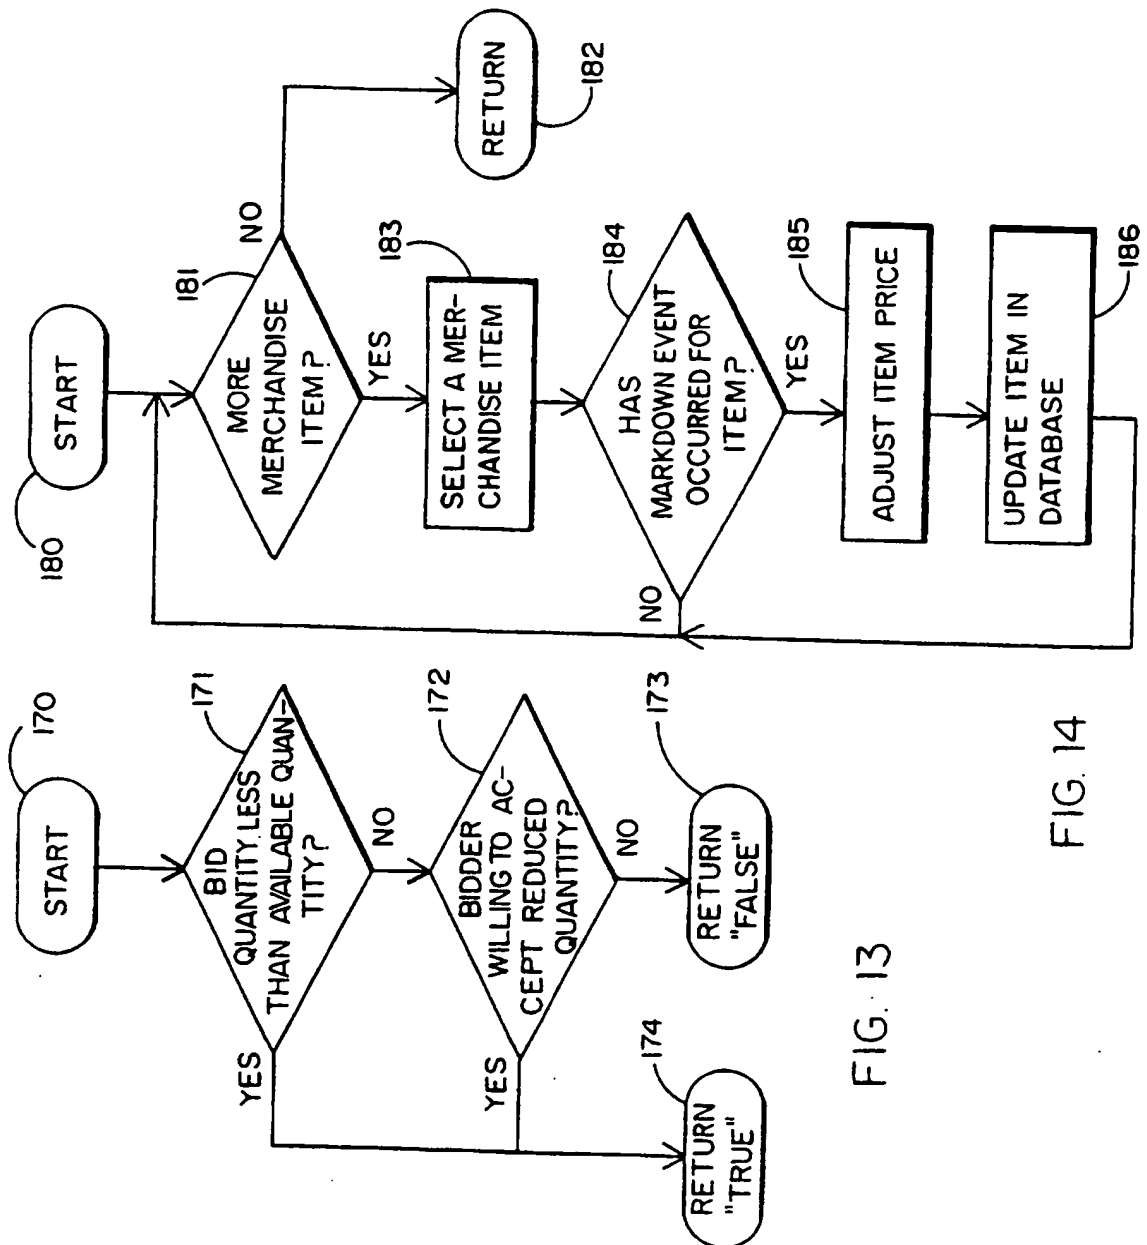 170
START
171
BID
QUANTITY LESS
THAN AVAILABLE QUAN-
TITY?
YES
NO
172
BIDDER
WILLING TO AC-
CEPT REDUCED
QUANTITY?
YES
NO
174
RETURN
"TRUE"
173
RETURN
"FALSE"
FIG. 13
180
START
181
MORE
MERCHANDISE
ITEM?
NO
YES
RETURN
182
183
SELECT A MER-
CHANDISE ITEM
184
HAS
MARKDOWN EVENT
OCCURRED FOR
ITEM?
NO
YES
185
ADJUST ITEM PRICE
UPDATE ITEM IN
DATABASE
186
FIG. 14